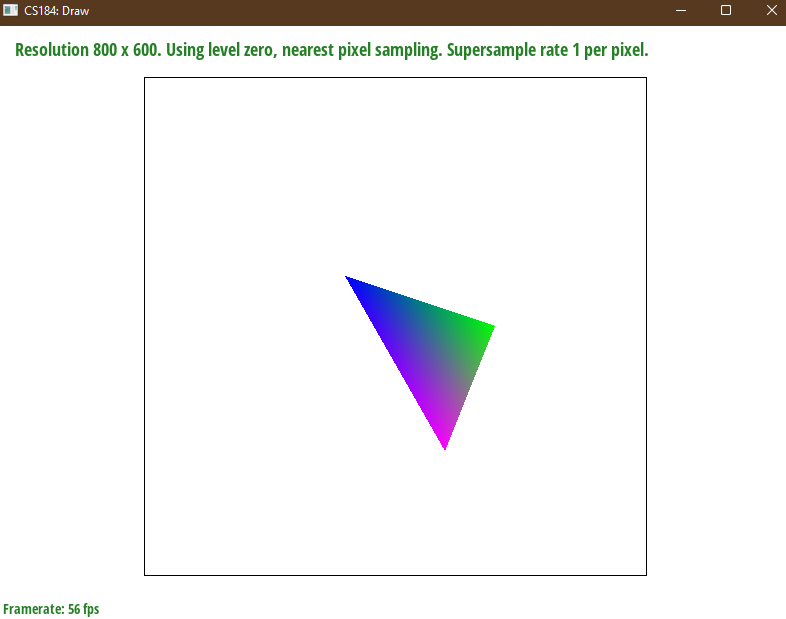 CS184: Draw
Resolution 800 x 600. Using level zero, nearest pixel sampling. Supersample rate 1 per pixel.
Framerate: 56 fps